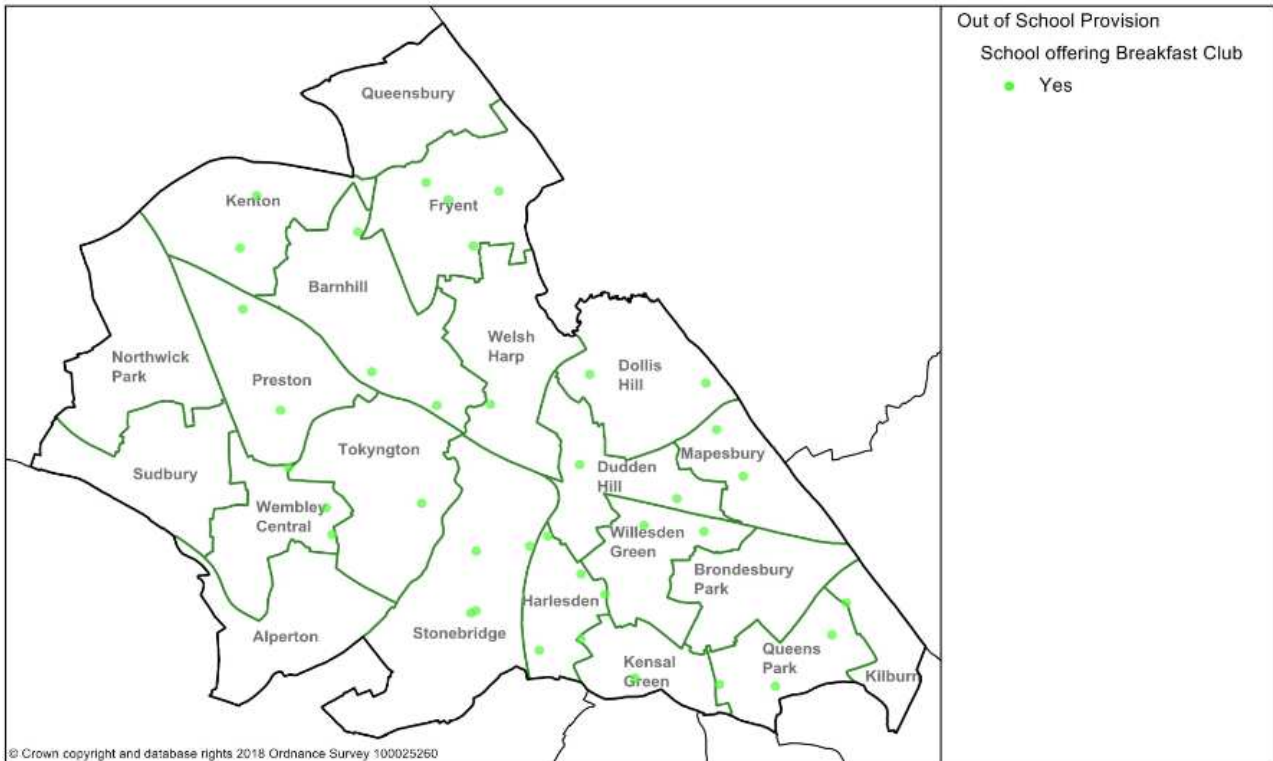 Out of School Provision
School offering Breakfast Club
Yes
Queensbury
Kenton
Fryent
Barnhill
Welsh
Harp
Northwick
Park
Preston
Dollis
Hill
Tokyngton
Sudbury
Mapesbury
Dudden
Hill
Wembley
Central
Willesden
Green
Brondesbury
Park
Harlesden
Alperton
Stonebridge
Kensal
Green
Queens
Park
Kilburn
© Crown copyright and database rights 2018 Ordnance Survey 100025260